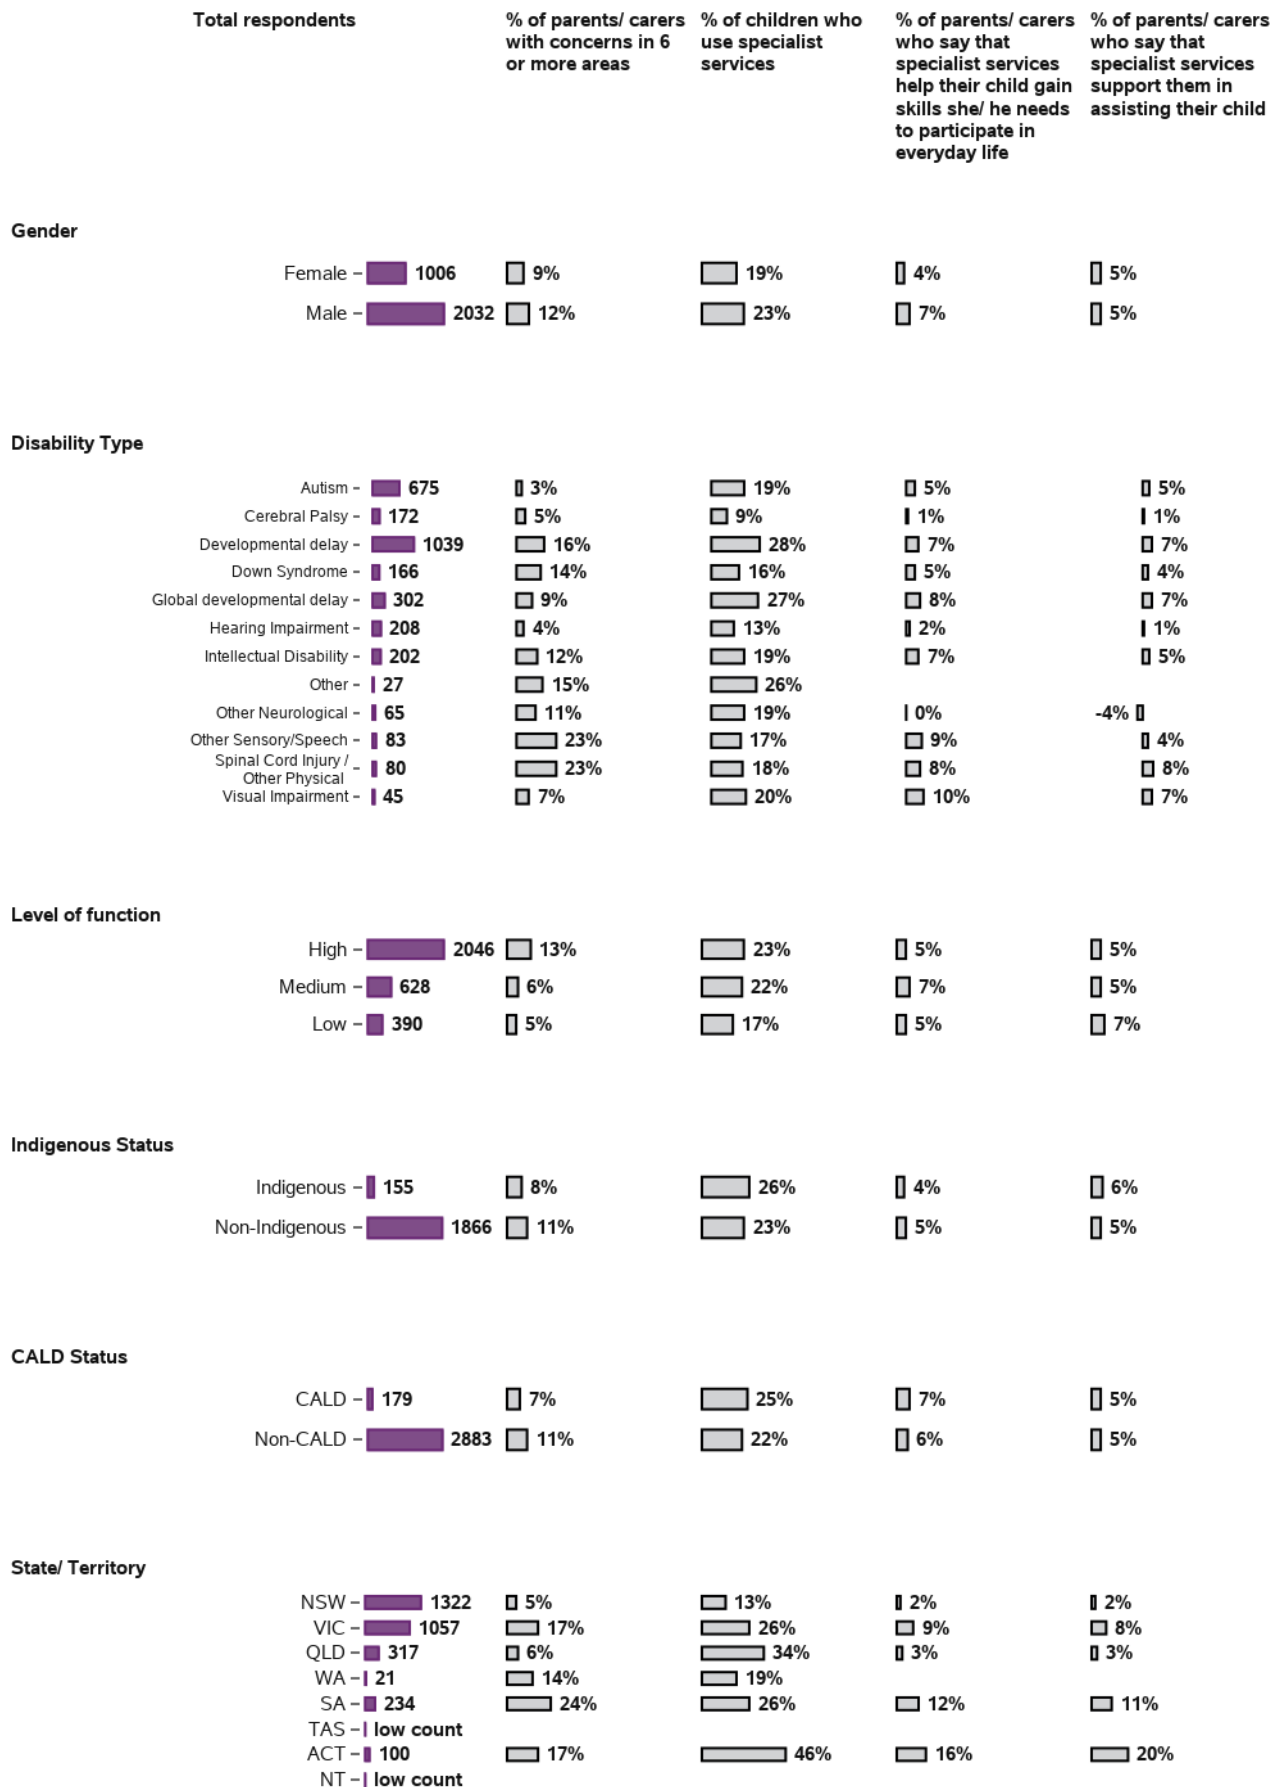 Total respondents
% of parents/ carers with concerns in 6 or more areas
% of children who use specialist services
% of parents/ carers who say that specialist services help their child gain skills she/ he needs to participate in everyday life
% of parents/ carers who say that specialist services support them in assisting their child
Gender
Female 1006 9% 19% 4% 5%
Male 2032 12% 23% 7% 5%
Disability Type
Autism 675 3% 19% 5% 5%
Cerebral Palsy 172 5% 9% 1% 1%
Developmental delay 1039 16% 28% 7% 7%
Down Syndrome 166 14% 16% 5% 4%
Global developmental delay 302 9% 27% 8% 7%
Hearing Impairment 208 4% 13% 2% 1%
Intellectual Disability 202 12% 19% 7% 5%
Other 27 15% 26%
Other Neurological 65 11% 19% 0% -4%
Other Sensory/Speech 83 23% 17% 9% 4%
Spinal Cord Injury /
Other Physical 80 23% 18% 8% 8%
Visual Impairment 45 7% 20% 10% 7%
Level of function
High 2046 13% 23% 5% 5%
Medium 628 6% 22% 7% 5%
Low 390 5% 17% 5% 7%
Indigenous Status
Indigenous 155 8% 26% 4% 6%
Non-Indigenous 1866 11% 23% 5% 5%
CALD Status
CALD 179 7% 25% 7% 5%
Non-CALD 2883 11% 22% 6% 5%
State/ Territory
NSW 1322 5% 13% 2% 2%
VIC 1057 17% 26% 9% 8%
QLD 317 6% 34% 3% 3%
WA 21 14% 19%
SA 234 24% 26% 12% 11%
TAS low count
ACT 100 17% 46% 16% 20%
NT low count